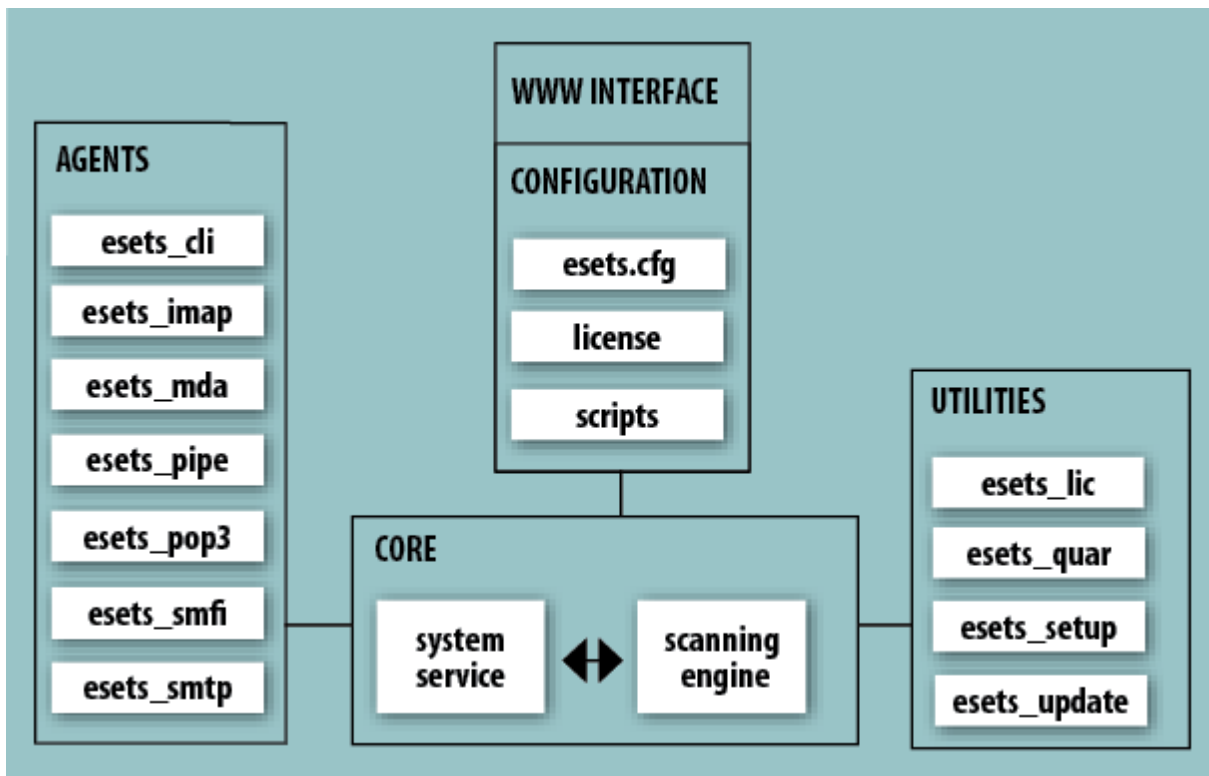 WWW INTERFACE
AGENTS
CONFIGURATION
esets_cli
esets.cfg
esets_imap
license
esets_mda
scripts
UTILITIES
esets_pipe
esets_lic
esets_pop3
CORE
esets_quar
esets_smfi
system
service
scanning
engine
esets_setup
esets_smtp
esets_update